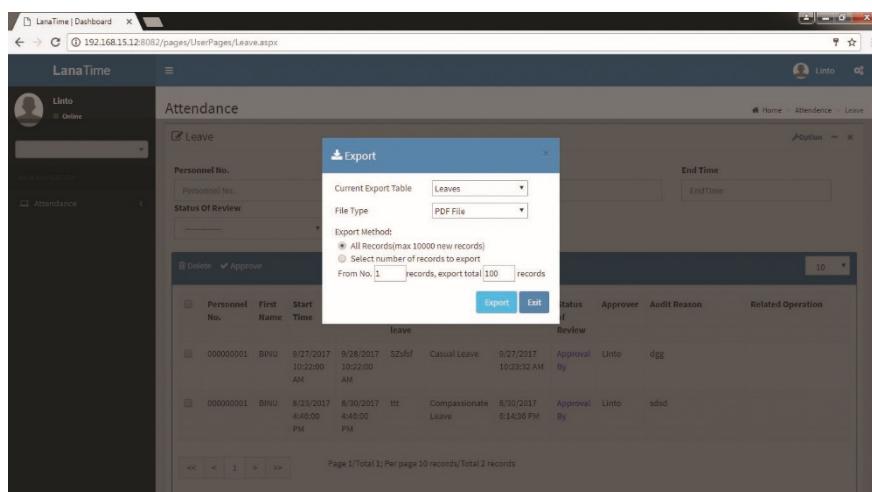 LanaTime | Dashboard
192.168.15.12:8082/pages/UserPages/Leave.aspx
LanaTime
Linto
Linto
Online
Attendance
Home Attendence Leave
Leave
Option
Personnel No.
End Time
Personnel No.
EndTime
Status Of Review
Attendance
Export
Current Export Table Leaves
File Type PDF File
Export Method:
All Records(max 10000 new records)
Select number of records to export
From No. 1 records, export total 100 records
Export Exit
Delete Approve
10
Personnel No. First Name Start Time leave Status of Review Approver Audit Reason Related Operation
000000001 BINU 9/27/2017 10:22:00 AM 9/28/2017 10:22:00 AM Casual Leave 9/27/2017 10:23:32 AM Approval By Linto dgg
000000001 BINU 4:40:00 PM 8/30/2017 4:40:00 PM ttt Compassionate Leave 8/30/2017 6:14:36 PM Approval By Linto sdsd
<< < 1 > >>
Page 1/Total 1; Per page 10 records/Total 2 records